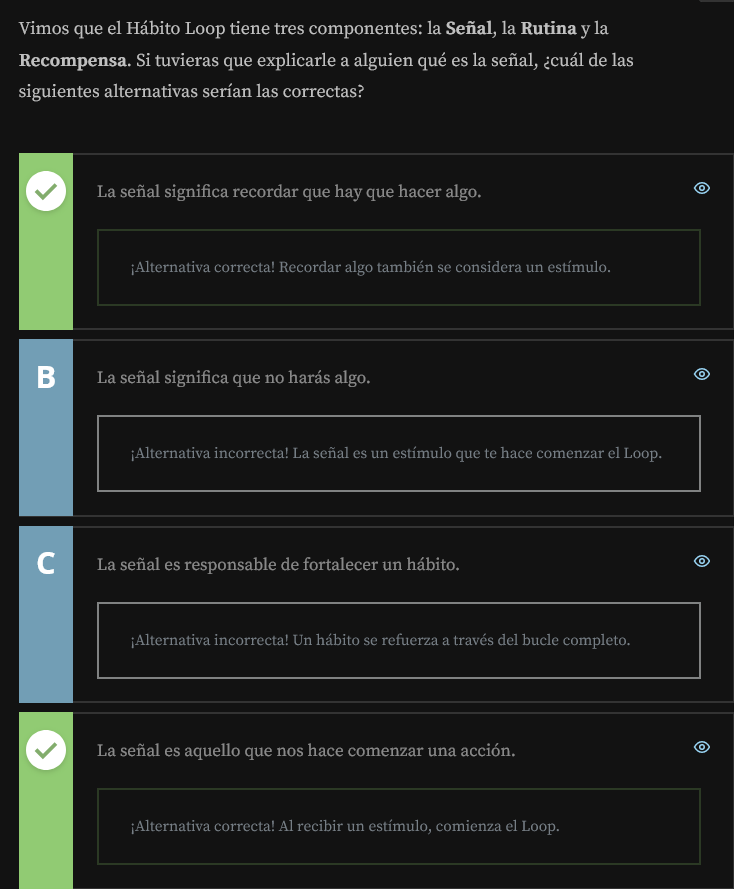 Vimos que el Hábito Loop tiene tres componentes: la Señal, la Rutina y la
Recompensa. Si tuvieras que explicarle a alguien qué es la señal, ¿cuál de las
siguientes alternativas serían las correctas?
La señal significa recordar que hay que hacer algo.
¡Alternativa correcta! Recordar algo también se considera un estímulo.
B
La señal significa que no harás algo.
¡Alternativa incorrecta! La señal es un estímulo que te hace comenzar el Loop.
C
La señal es responsable de fortalecer un hábito.
¡Alternativa incorrecta! Un hábito se refuerza a través del bucle completo.
La señal es aquello que nos hace comenzar una acción.
¡Alternativa correcta! Al recibir un estímulo, comienza el Loop.